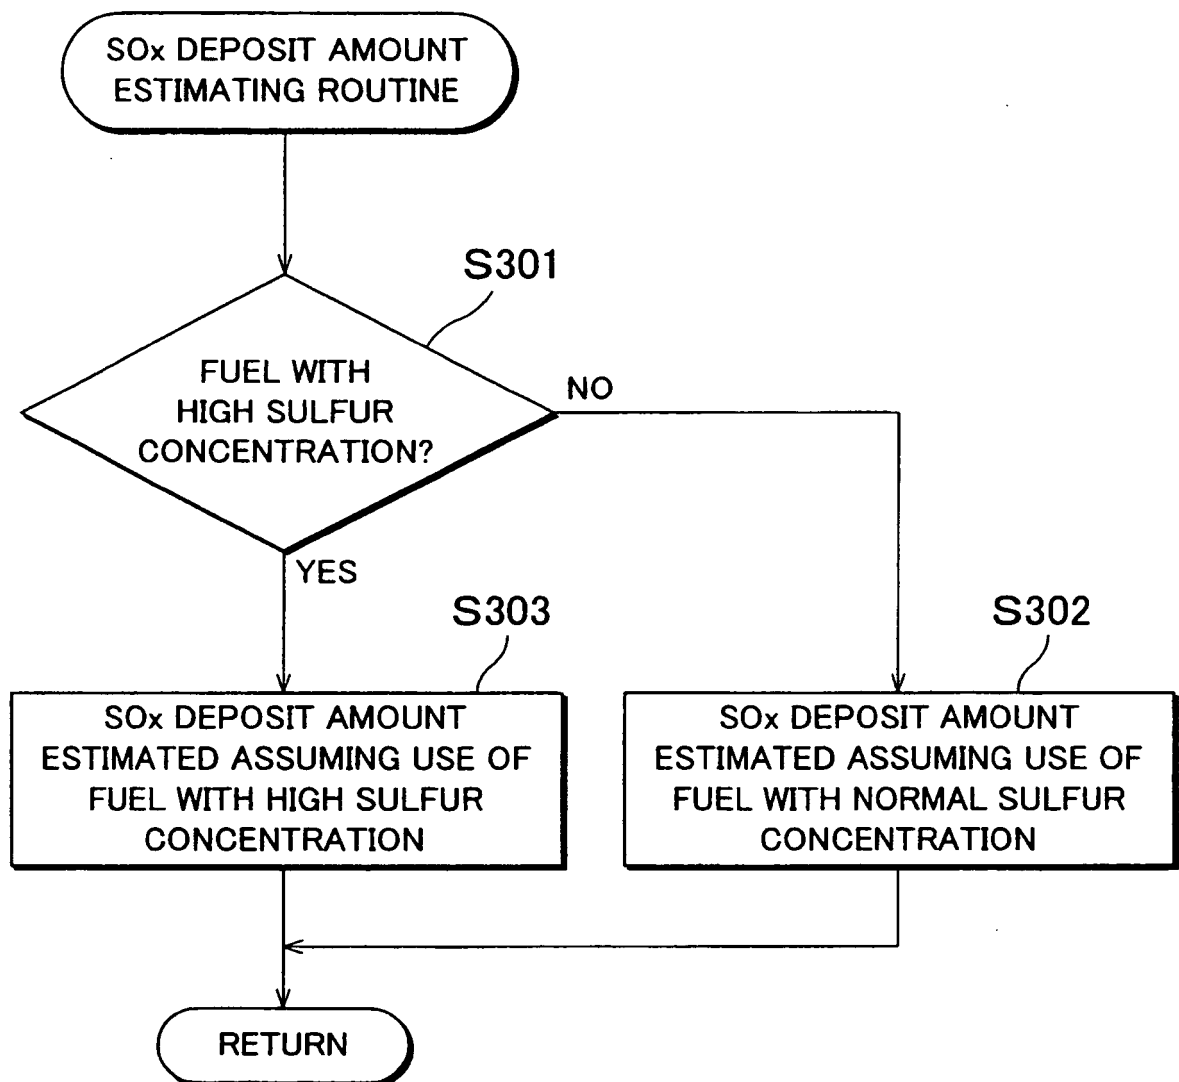 SOx DEPOSIT AMOUNT
ESTIMATING ROUTINE
S301
FUEL WITH
HIGH SULFUR
CONCENTRATION?
NO
YES
S303
SOx DEPOSIT AMOUNT
ESTIMATED ASSUMING USE OF
FUEL WITH HIGH SULFUR
CONCENTRATION
S302
SOx DEPOSIT AMOUNT
ESTIMATED ASSUMING USE OF
FUEL WITH NORMAL SULFUR
CONCENTRATION
RETURN